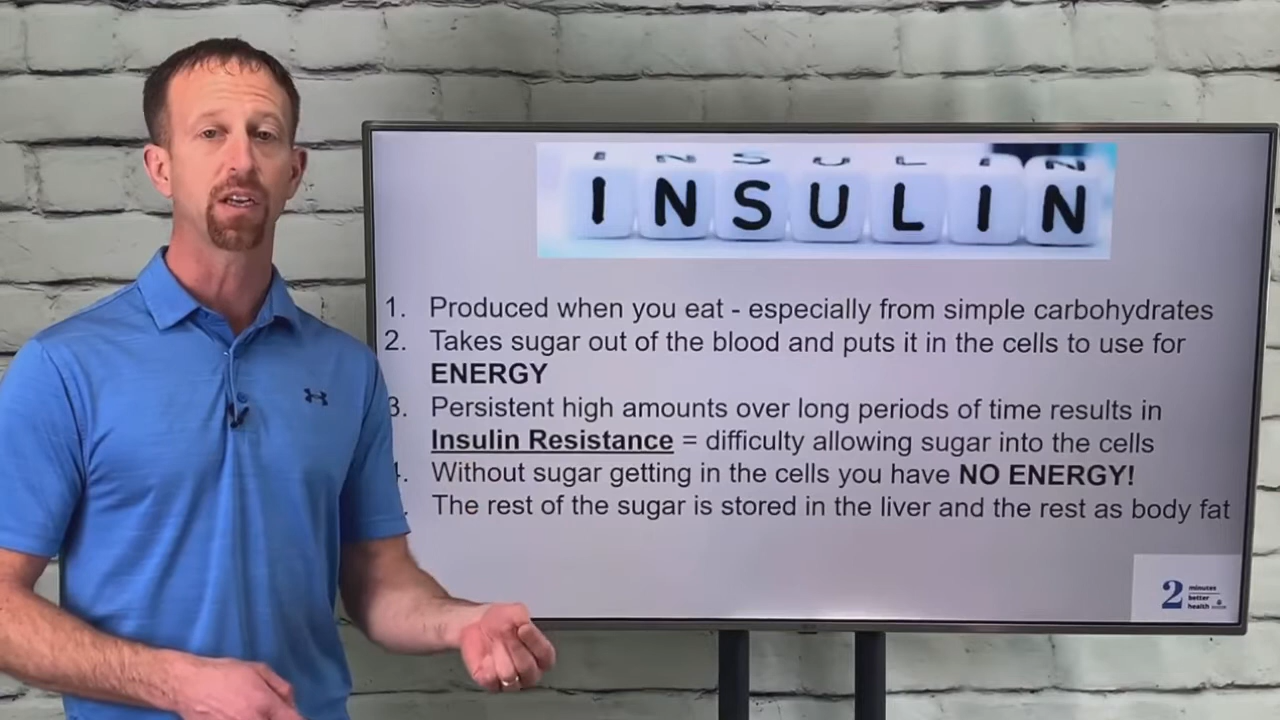 INSULIN
1. Produced when you eat - especially from simple carbohydrates
2. Takes sugar out of the blood and puts it in the cells to use for
ENERGY
3. Persistent high amounts over long periods of time results in
Insulin Resistance = difficulty allowing sugar into the cells
. Without sugar getting in the cells you have NO ENERGY!
. The rest of the sugar is stored in the liver and the rest as body fat
2 minutes
better
health